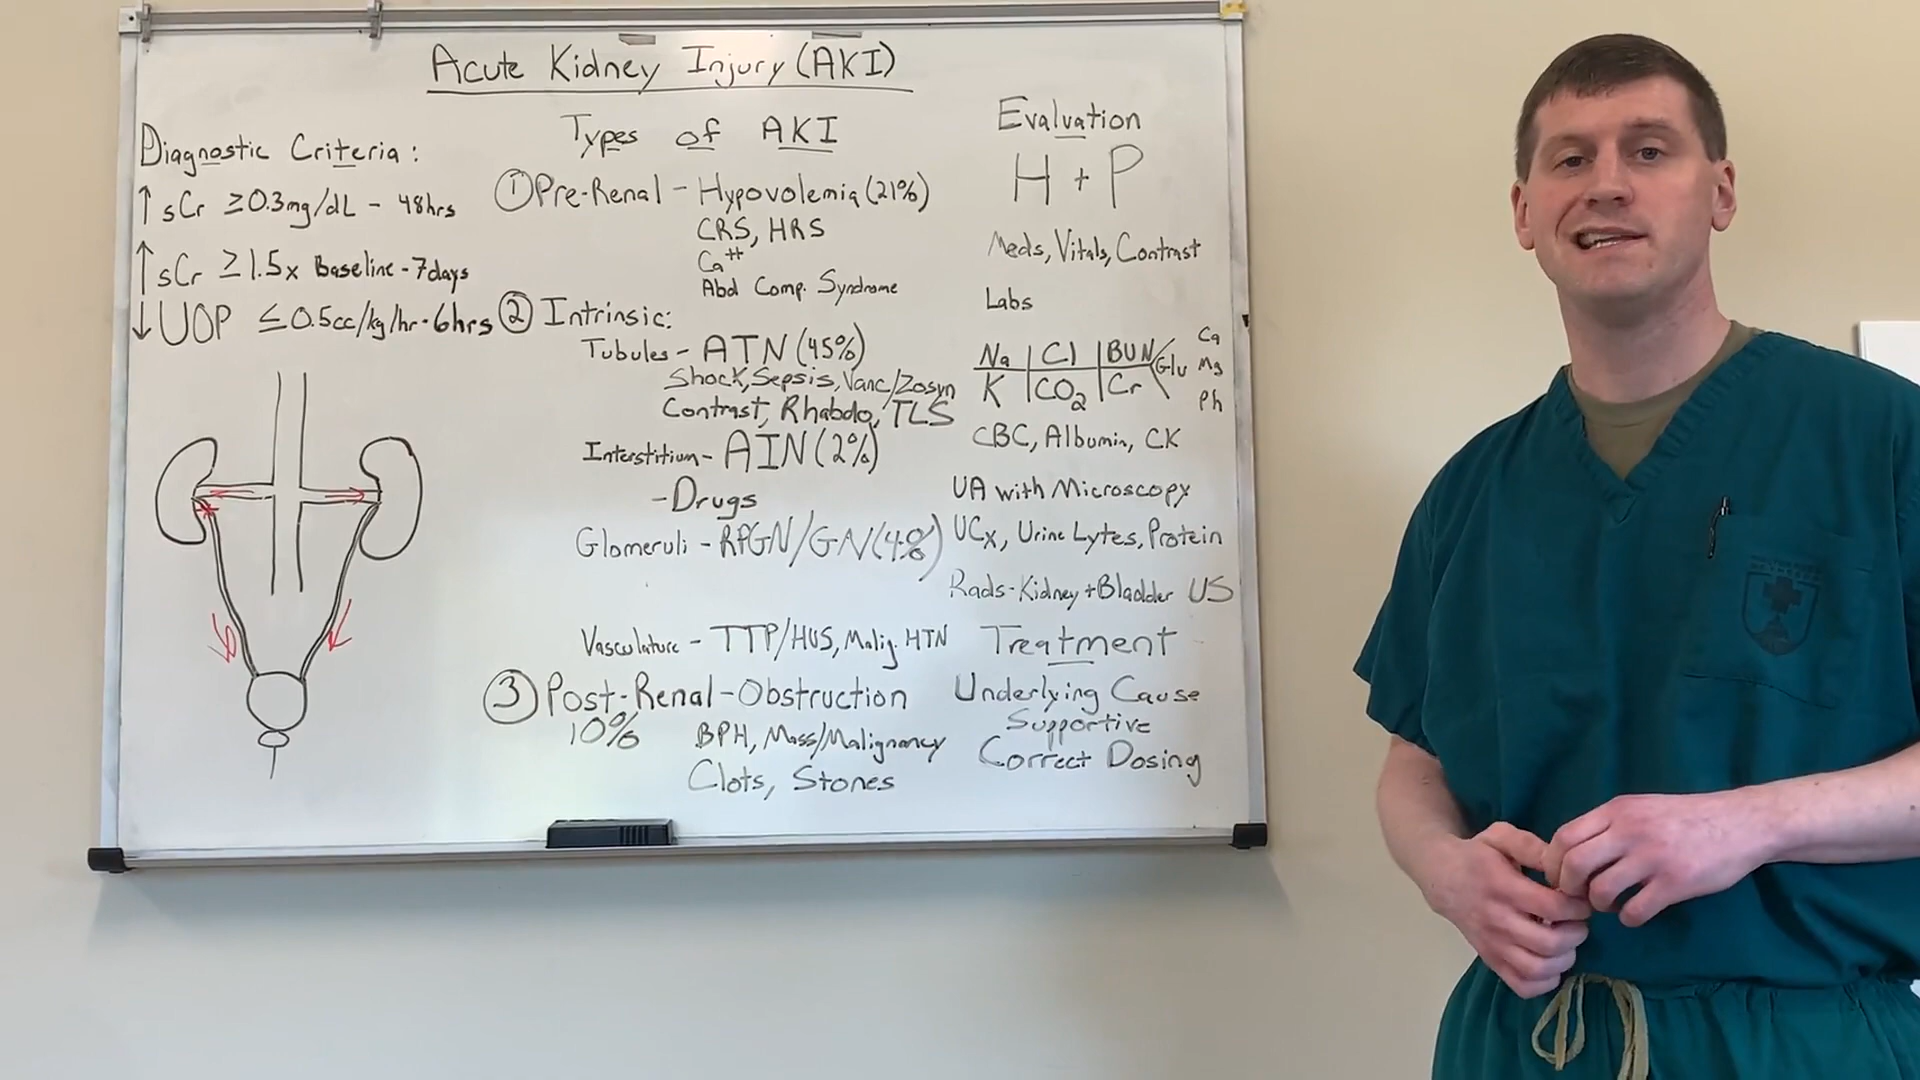 Acute Kidney Injury (AKI)
Diagnostic Criteria:
↑ sCr ≥0.3mg/dL - 48hrs
↑ sCr ≥1.5x Baseline - 7days
↓ UOP ≤0.5cc/kg/hr - 6hrs
Types of AKI
① Pre-Renal - Hypovolemia (21%)
CRS, HRS
Ca++
Abd Comp. Syndrome
② Intrinsic:
Tubules - ATN (45%)
Shock, Sepsis, Vanc/Zosyn
Contrast, Rhabdo, TLS
Interstitium - AIN (2%)
- Drugs
Glomeruli - RPGN/GN (4%)
Vasculature - TTP/HUS, Malig. HTN
③ Post-Renal - Obstruction
10% BPH, Mass/Malignancy
Clots, Stones
Evaluation
H + P
Meds, Vitals, Contrast
Labs
Na Cl BUN Glu Ca
K CO2 Cr Mg
Ph
CBC, Albumin, CK
UA with Microscopy
UCx, Urine Lytes, Protein
Rads - Kidney + Bladder US
Treatment
Underlying Cause
Supportive
Correct Dosing